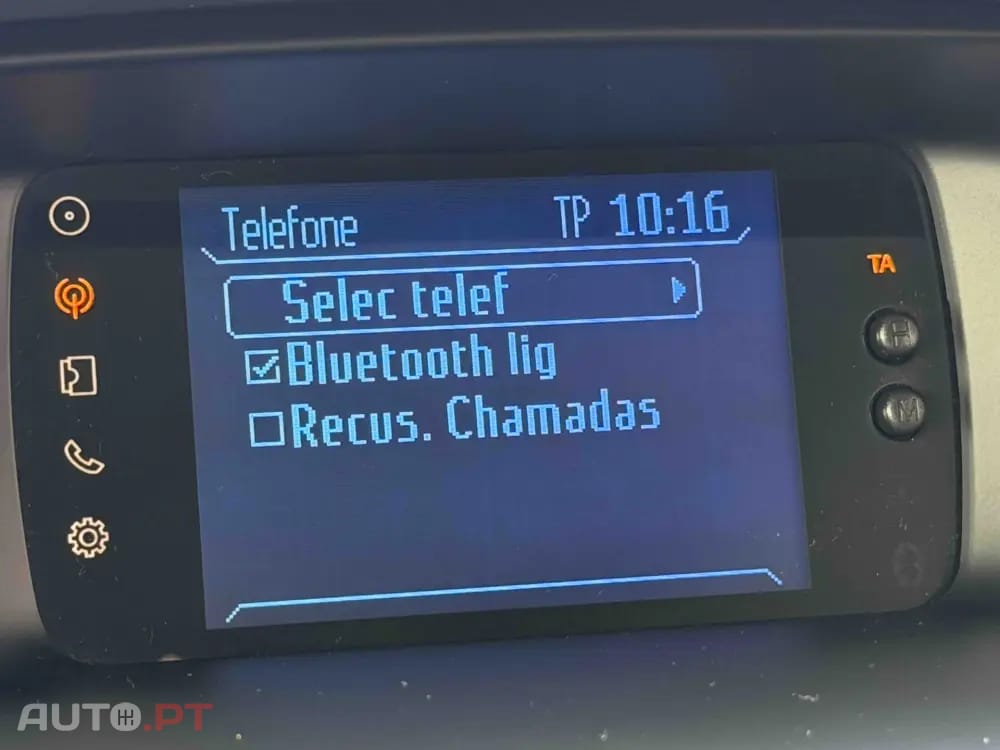 Telefone TP 10:16
TA
Selec telef
H
Bluetooth lig
M
Recus. Chamadas
AUTO.PT